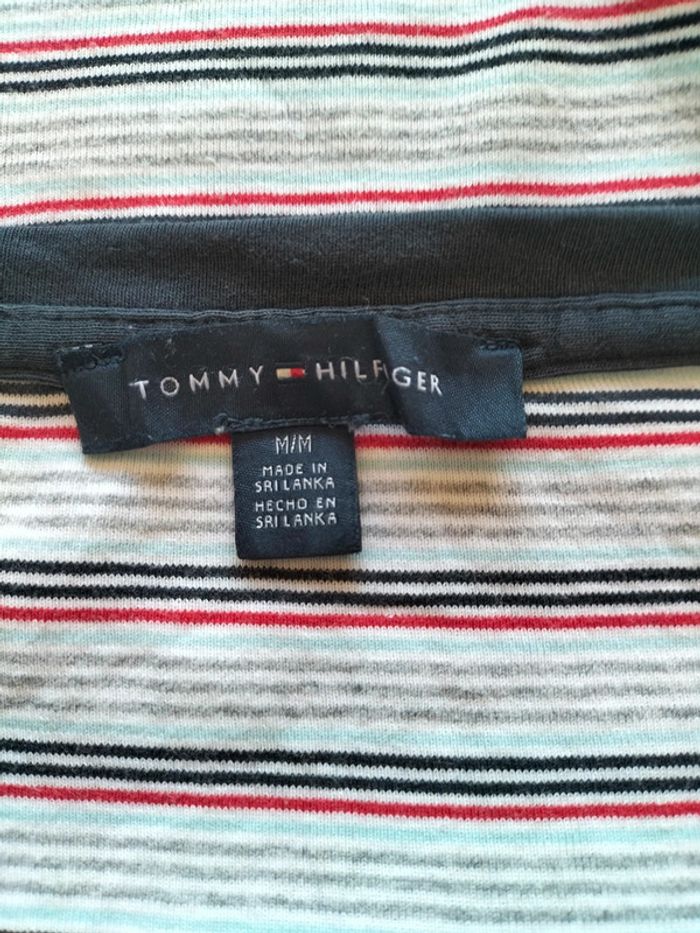 TOMMY HILFIGER
M/M
MADE IN
SRI LANKA
HECHO EN
SRI LANKA